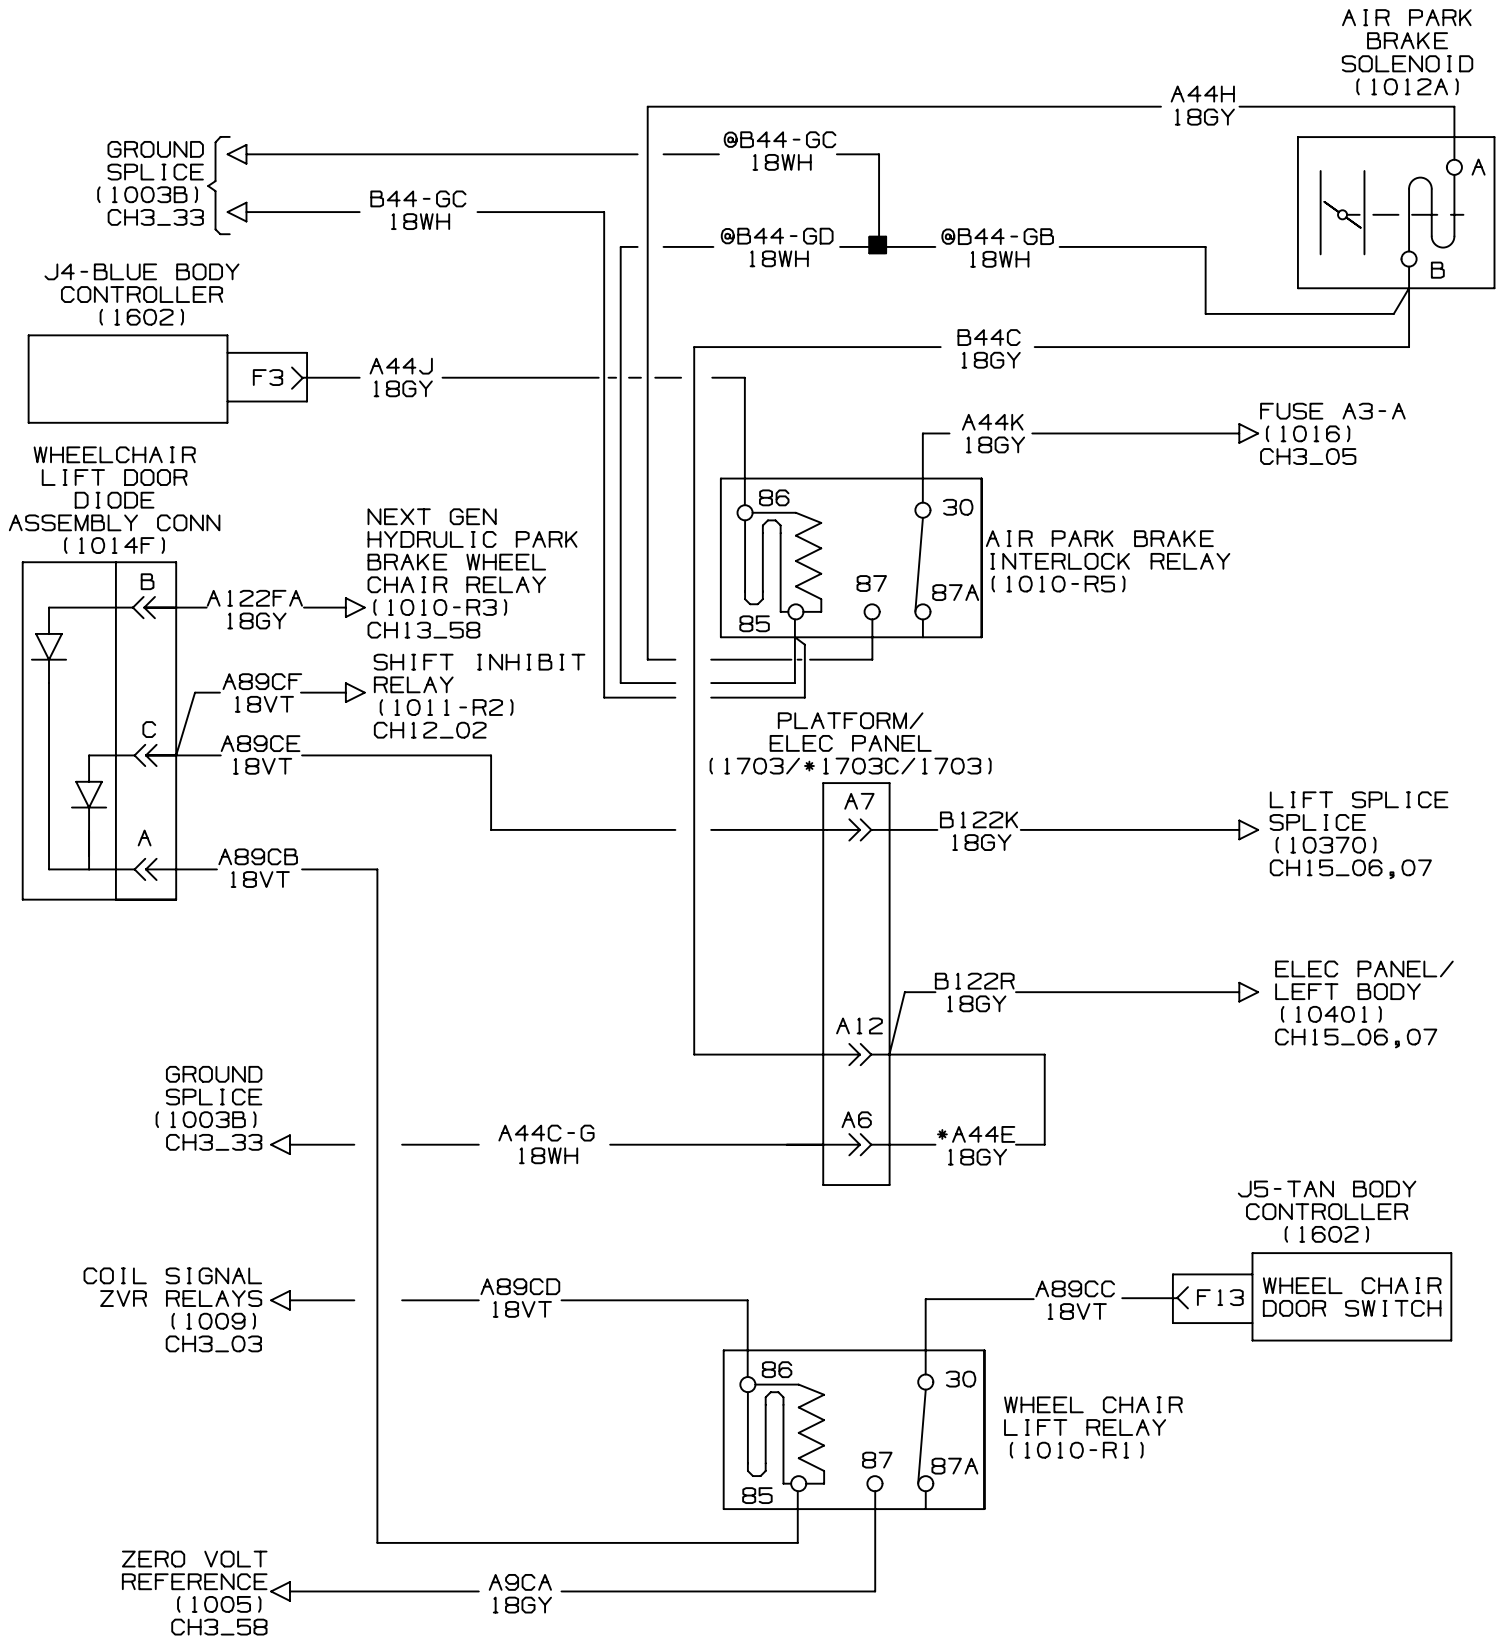 AIR PARK
BRAKE
SOLENOID
(1012A)
A44H
18GY
A
B
GROUND
SPLICE
(1003B)
CH3_33
@B44-GC
18WH
B44-GC
18WH
@B44-GD
18WH
@B44-GB
18WH
J4-BLUE BODY
CONTROLLER
(1602)
F3
A44J
18GY
B44C
18GY
A44K
18GY
FUSE A3-A
(1016)
CH3_05
86
30
87
87A
85
AIR PARK BRAKE
INTERLOCK RELAY
(1010-R5)
WHEELCHAIR
LIFT DOOR
DIODE
ASSEMBLY CONN
(1014F)
B
A122FA
18GY
NEXT GEN
HYDRULIC PARK
BRAKE WHEEL
CHAIR RELAY
(1010-R3)
CH13_58
A89CF
18VT
SHIFT INHIBIT
RELAY
(1011-R2)
CH12_02
C
A89CE
18VT
A
A89CB
18VT
PLATFORM/
ELEC PANEL
(1703/*1703C/1703)
A7
B122K
18GY
LIFT SPLICE
SPLICE
(10370)
CH15_06,07
A12
B122R
18GY
ELEC PANEL/
LEFT BODY
(10401)
CH15_06,07
GROUND
SPLICE
(1003B)
CH3_33
A44C-G
18WH
A6
*A44E
18GY
J5-TAN BODY
CONTROLLER
(1602)
F13
WHEEL CHAIR
DOOR SWITCH
COIL SIGNAL
ZVR RELAYS
(1009)
CH3_03
A89CD
18VT
A89CC
18VT
86
30
87
87A
85
WHEEL CHAIR
LIFT RELAY
(1010-R1)
ZERO VOLT
REFERENCE
(1005)
CH3_58
A9CA
18GY